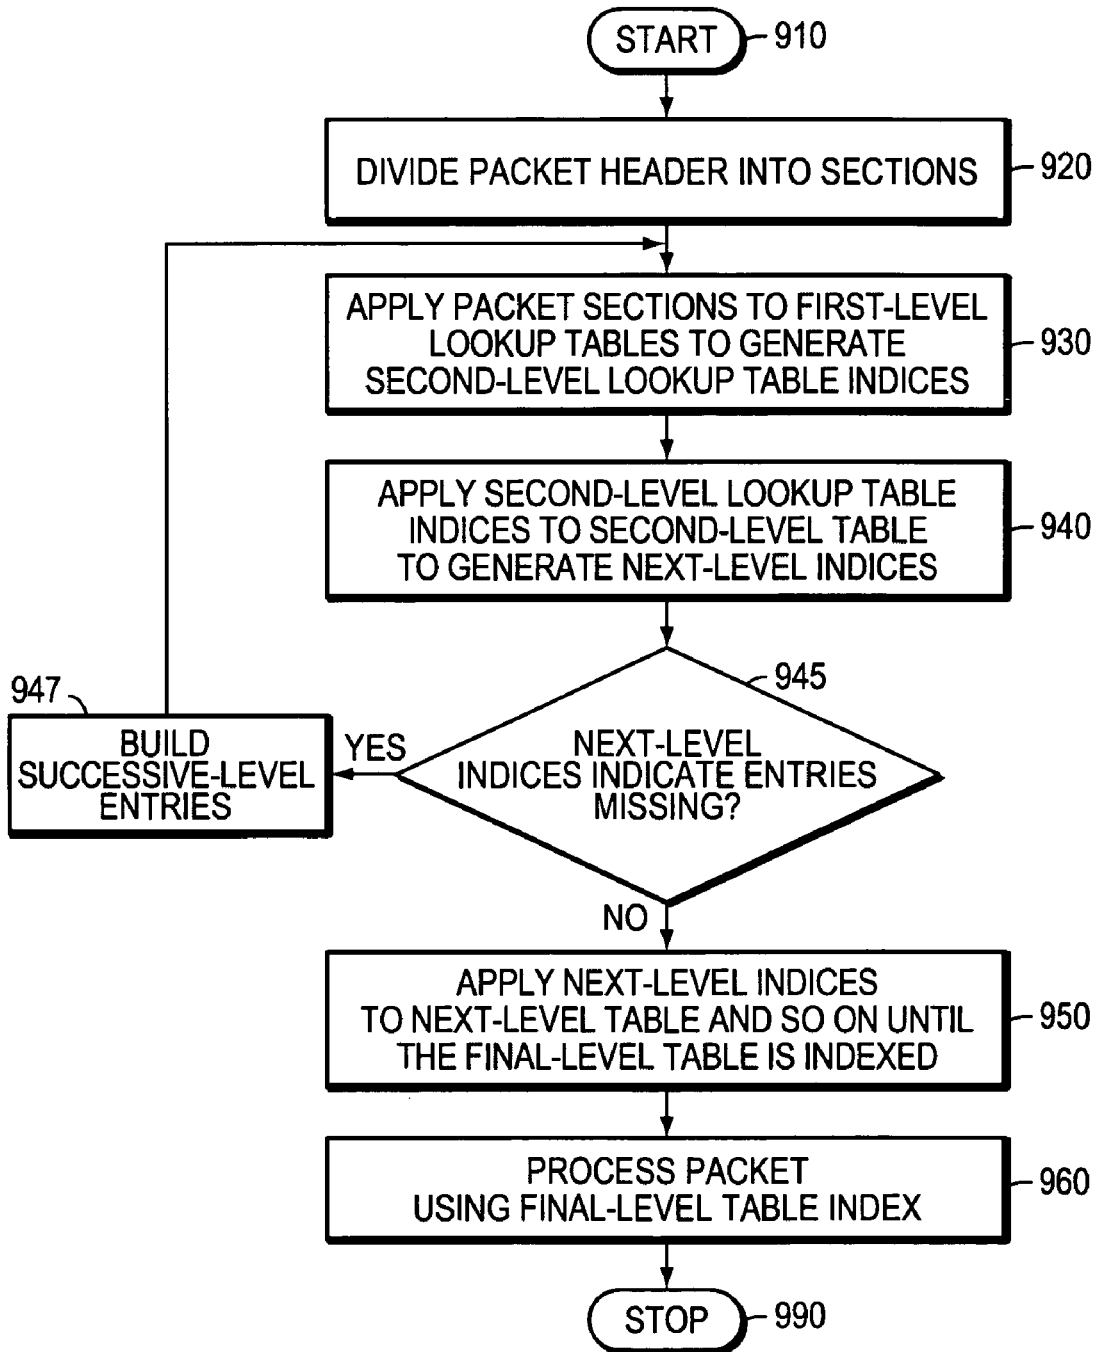 START
910
DIVIDE PACKET HEADER INTO SECTIONS
920
APPLY PACKET SECTIONS TO FIRST-LEVEL
LOOKUP TABLES TO GENERATE
SECOND-LEVEL LOOKUP TABLE INDICES
930
APPLY SECOND-LEVEL LOOKUP TABLE
INDICES TO SECOND-LEVEL TABLE
TO GENERATE NEXT-LEVEL INDICES
940
945
NEXT-LEVEL
INDICES INDICATE ENTRIES
MISSING?
YES
947
BUILD
SUCCESSIVE-LEVEL
ENTRIES
NO
APPLY NEXT-LEVEL INDICES
TO NEXT-LEVEL TABLE AND SO ON UNTIL
THE FINAL-LEVEL TABLE IS INDEXED
950
PROCESS PACKET
USING FINAL-LEVEL TABLE INDEX
960
STOP
990